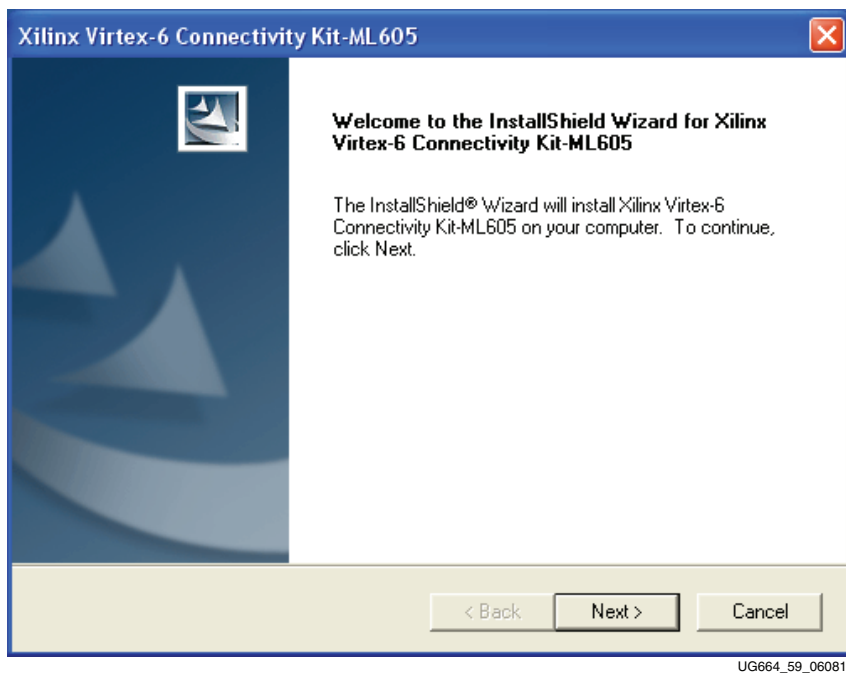 Xilinx Virtex-6 Connectivity Kit-ML605
Welcome to the InstallShield Wizard for Xilinx
Virtex-6 Connectivity Kit-ML605
The InstallShield® Wizard will install Xilinx Virtex-6
Connectivity Kit-ML605 on your computer. To continue,
click Next.
< Back Next > Cancel
UG664_59_06081